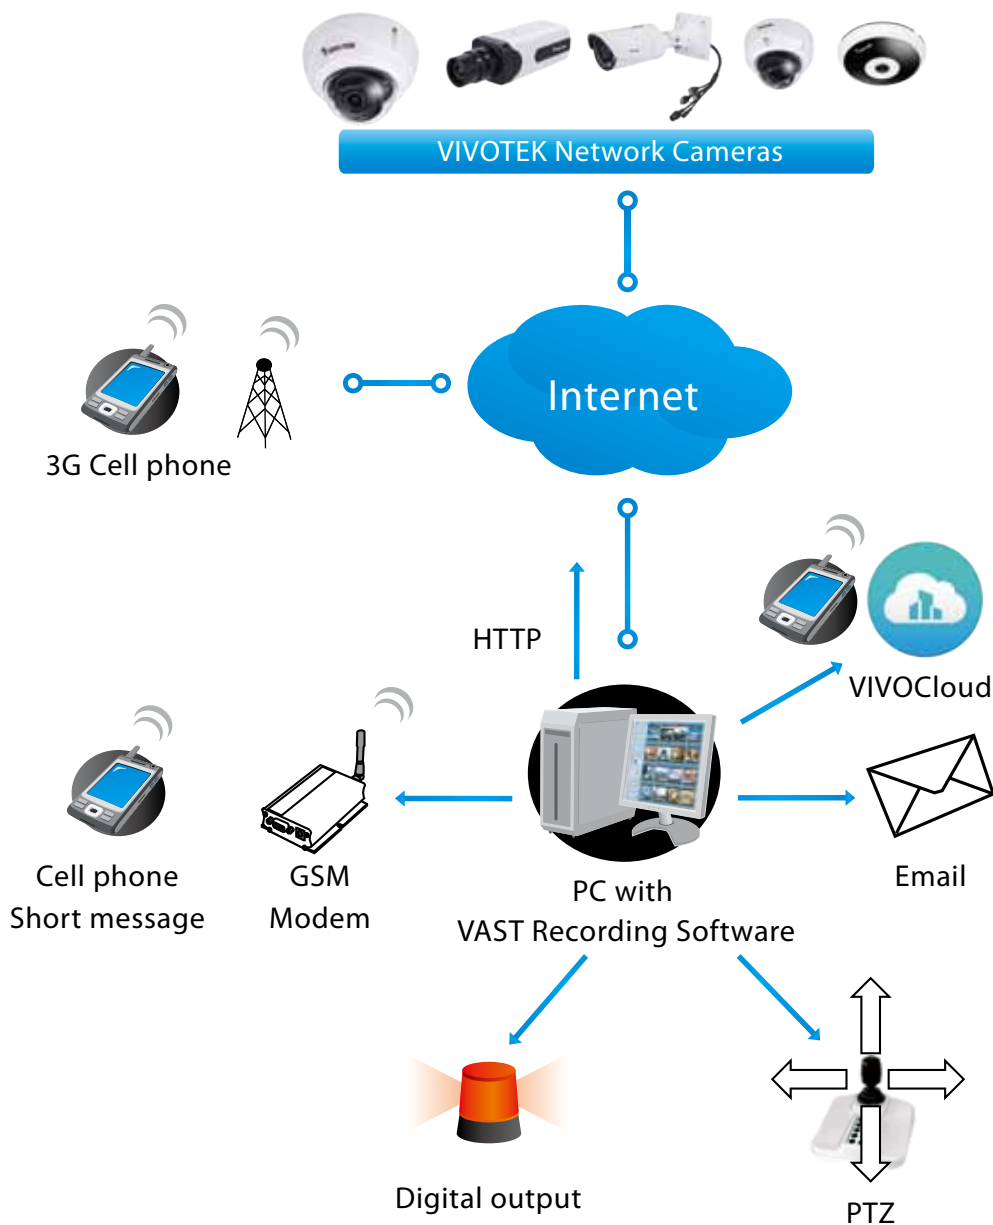 VIVOTEK Network Cameras
Internet
3G Cell phone
HTTP
VIVOCloud
Cell phone
Short message
GSM
Modem
PC with
VAST Recording Software
Email
Digital output
PTZ